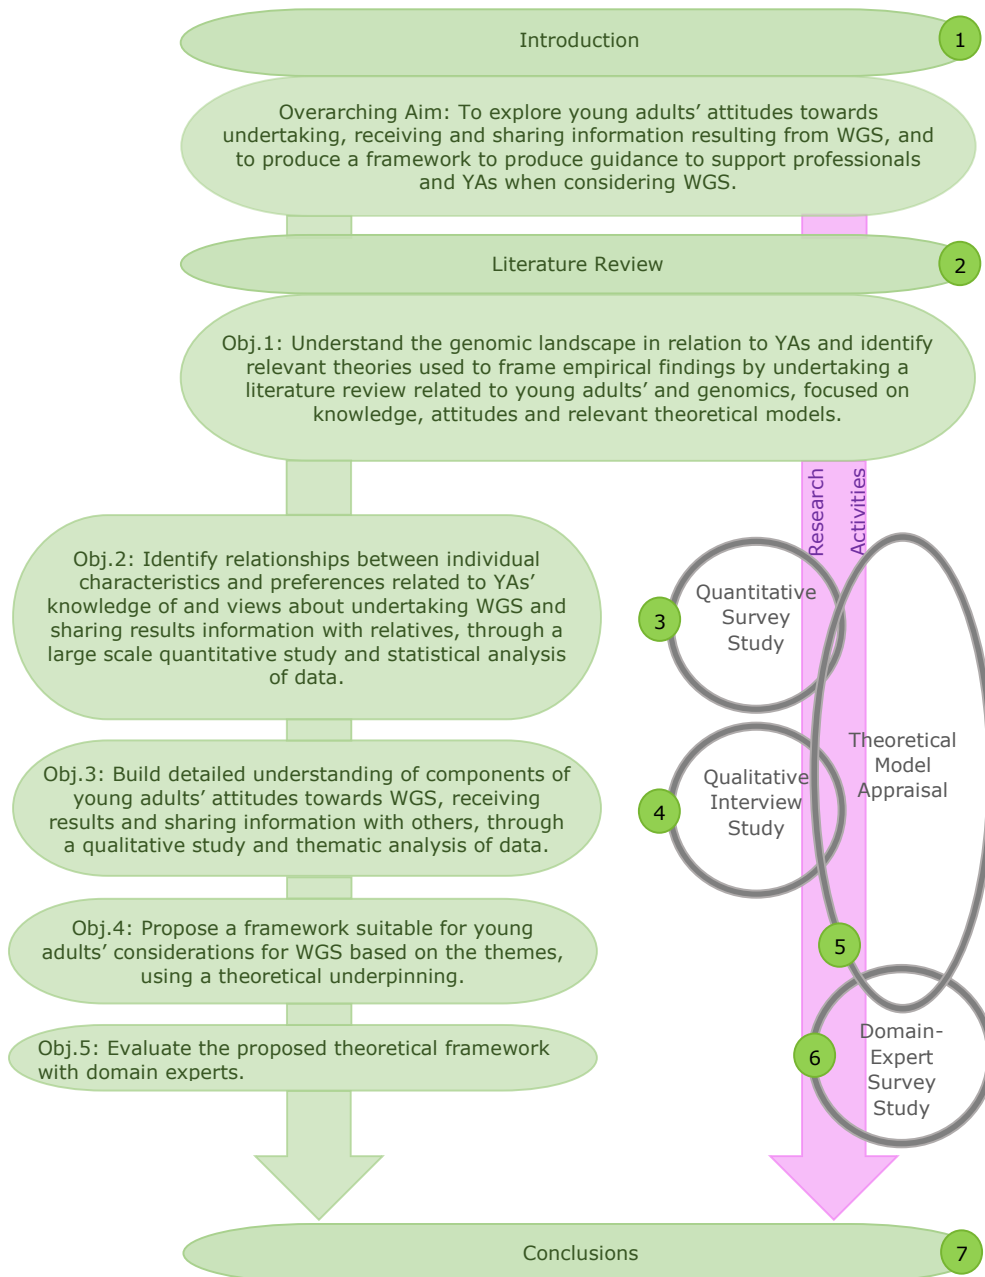 Introduction
1
Overarching Aim: To explore young adults’ attitudes towards
undertaking, receiving and sharing information resulting from WGS, and
to produce a framework to produce guidance to support professionals
and YAs when considering WGS.
Literature Review
2
Obj.1: Understand the genomic landscape in relation to YAs and identify
relevant theories used to frame empirical findings by undertaking a
literature review related to young adults’ and genomics, focused on
knowledge, attitudes and relevant theoretical models.
Research
Activities
Obj.2: Identify relationships between individual
characteristics and preferences related to YAs’
knowledge of and views about undertaking WGS and
sharing results information with relatives, through a
large scale quantitative study and statistical analysis
of data.
3
Quantitative
Survey
Study
Obj.3: Build detailed understanding of components of
young adults’ attitudes towards WGS, receiving
results and sharing information with others, through
a qualitative study and thematic analysis of data.
4
Qualitative
Interview
Study
Theoretical
Model
Appraisal
Obj.4: Propose a framework suitable for young
adults’ considerations for WGS based on the themes,
using a theoretical underpinning.
5
Obj.5: Evaluate the proposed theoretical framework
with domain experts.
6
Domain-
Expert
Survey
Study
Conclusions
7